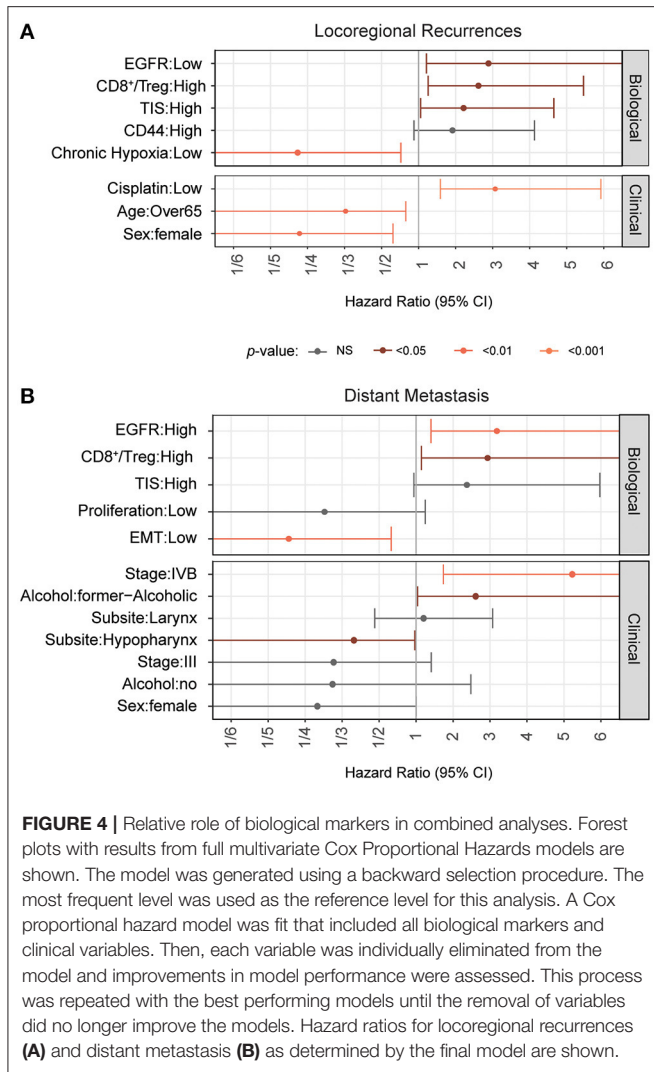 A
Locoregional Recurrences
EGFR:Low
CD8⁺/Treg:High
TIS:High
CD44:High
Chronic Hypoxia:Low
Biological
Cisplatin:Low
Age:Over65
Sex:female
Clinical
1/6 1/5 1/4 1/3 1/2 1 2 3 4 5 6
Hazard Ratio (95% CI)
p-value: NS <0.05 <0.01 <0.001
B
Distant Metastasis
EGFR:High
CD8⁺/Treg:High
TIS:High
Proliferation:Low
EMT:Low
Biological
Stage:IVB
Alcohol:former−Alcoholic
Subsite:Larynx
Subsite:Hypopharynx
Stage:III
Alcohol:no
Sex:female
Clinical
1/6 1/5 1/4 1/3 1/2 1 2 3 4 5 6
Hazard Ratio (95% CI)
FIGURE 4 | Relative role of biological markers in combined analyses. Forest
plots with results from full multivariate Cox Proportional Hazards models are
shown. The model was generated using a backward selection procedure. The
most frequent level was used as the reference level for this analysis. A Cox
proportional hazard model was fit that included all biological markers and
clinical variables. Then, each variable was individually eliminated from the
model and improvements in model performance were assessed. This process
was repeated with the best performing models until the removal of variables
did no longer improve the models. Hazard ratios for locoregional recurrences
(A) and distant metastasis (B) as determined by the final model are shown.